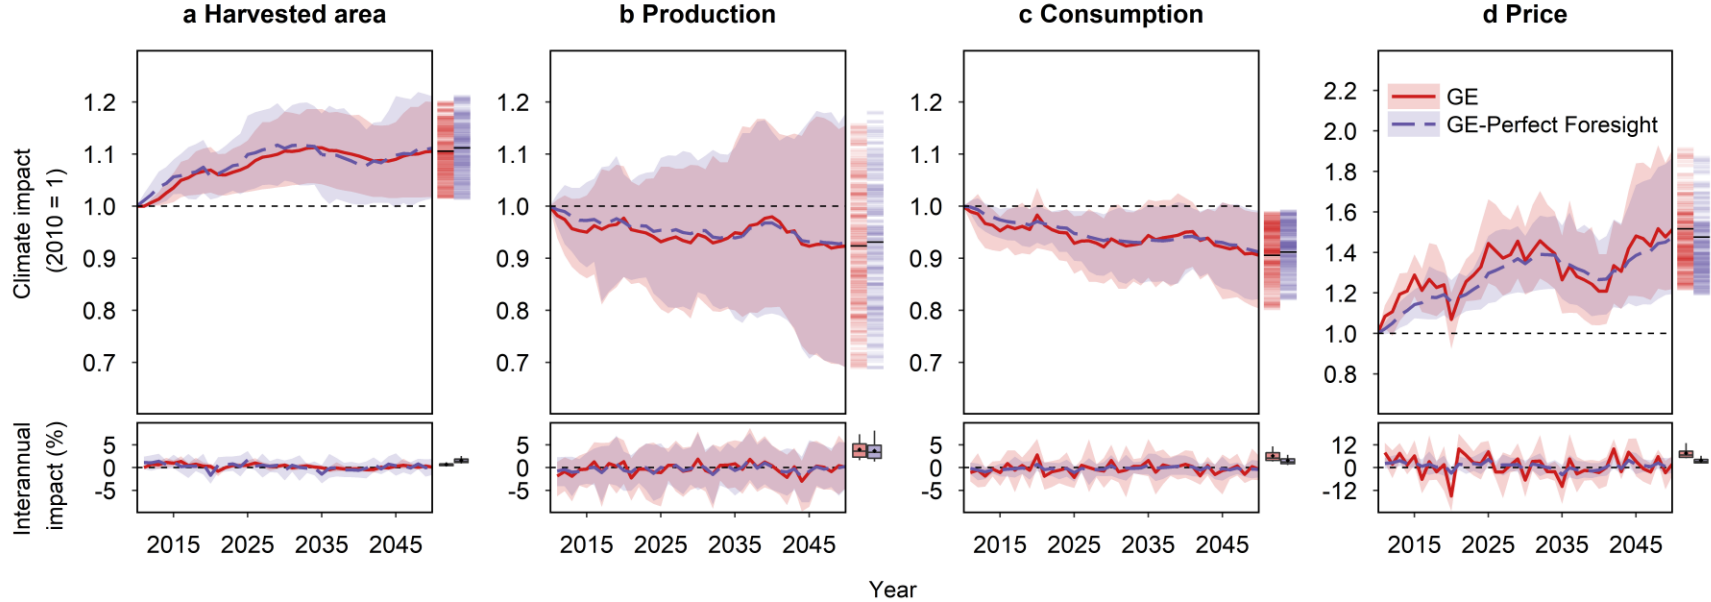 a Harvested area
b Production
c Consumption
d Price
Climate impact
(2010 = 1)
1.2
1.1
1.0
0.9
0.8
0.7
1.2
1.1
1.0
0.9
0.8
0.7
1.2
1.1
1.0
0.9
0.8
0.7
2.2
2.0
1.8
1.6
1.4
1.2
1.0
0.8
GE
GE-Perfect Foresight
Interannual
impact (%)
5
0
-5
5
0
-5
5
0
-5
12
0
-12
2015 2025 2035 2045
2015 2025 2035 2045
2015 2025 2035 2045
2015 2025 2035 2045
Year